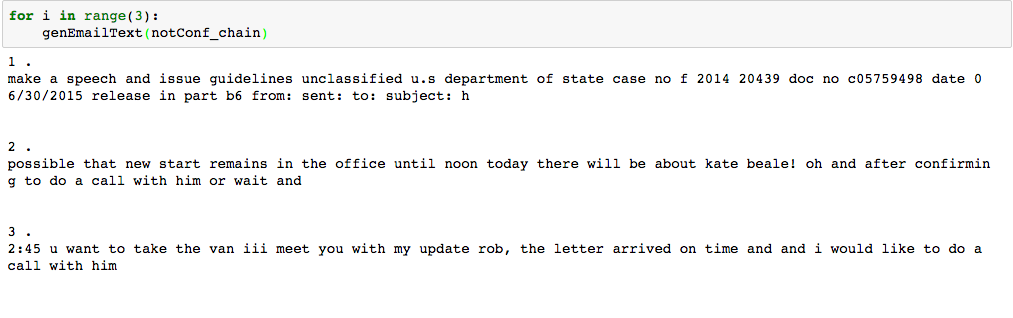 for i in range(3):
    genEmailText(notConf_chain)
1 .
make a speech and issue guidelines unclassified u.s department of state case no f 2014 20439 doc no c05759498 date 0
6/30/2015 release in part b6 from: sent: to: subject: h
2 .
possible that new start remains in the office until noon today there will be about kate beale! oh and after confirmin
g to do a call with him or wait and
3 .
2:45 u want to take the van iii meet you with my update rob, the letter arrived on time and and i would like to do a
call with him